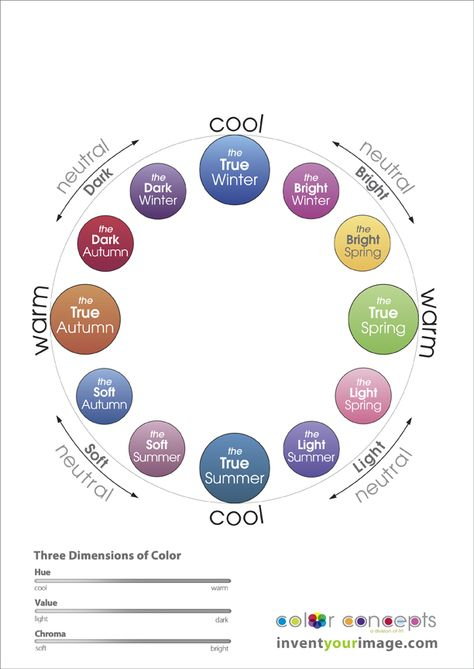 cool
the
True
Winter
the
Dark
Winter
the
Bright
Winter
neutral
Dark
neutral
Bright
the
Dark
Autumn
the
Bright
Spring
warm
the
True
Autumn
the
True
Spring
warm
the
Soft
Autumn
the
Light
Spring
the
Soft
Summer
the
Light
Summer
the
True
Summer
Soft
neutral
Light
neutral
cool
Three Dimensions of Color
Hue
cool warm
Value
light dark
Chroma
soft bright
color concepts
a division of
inventyourimage.com